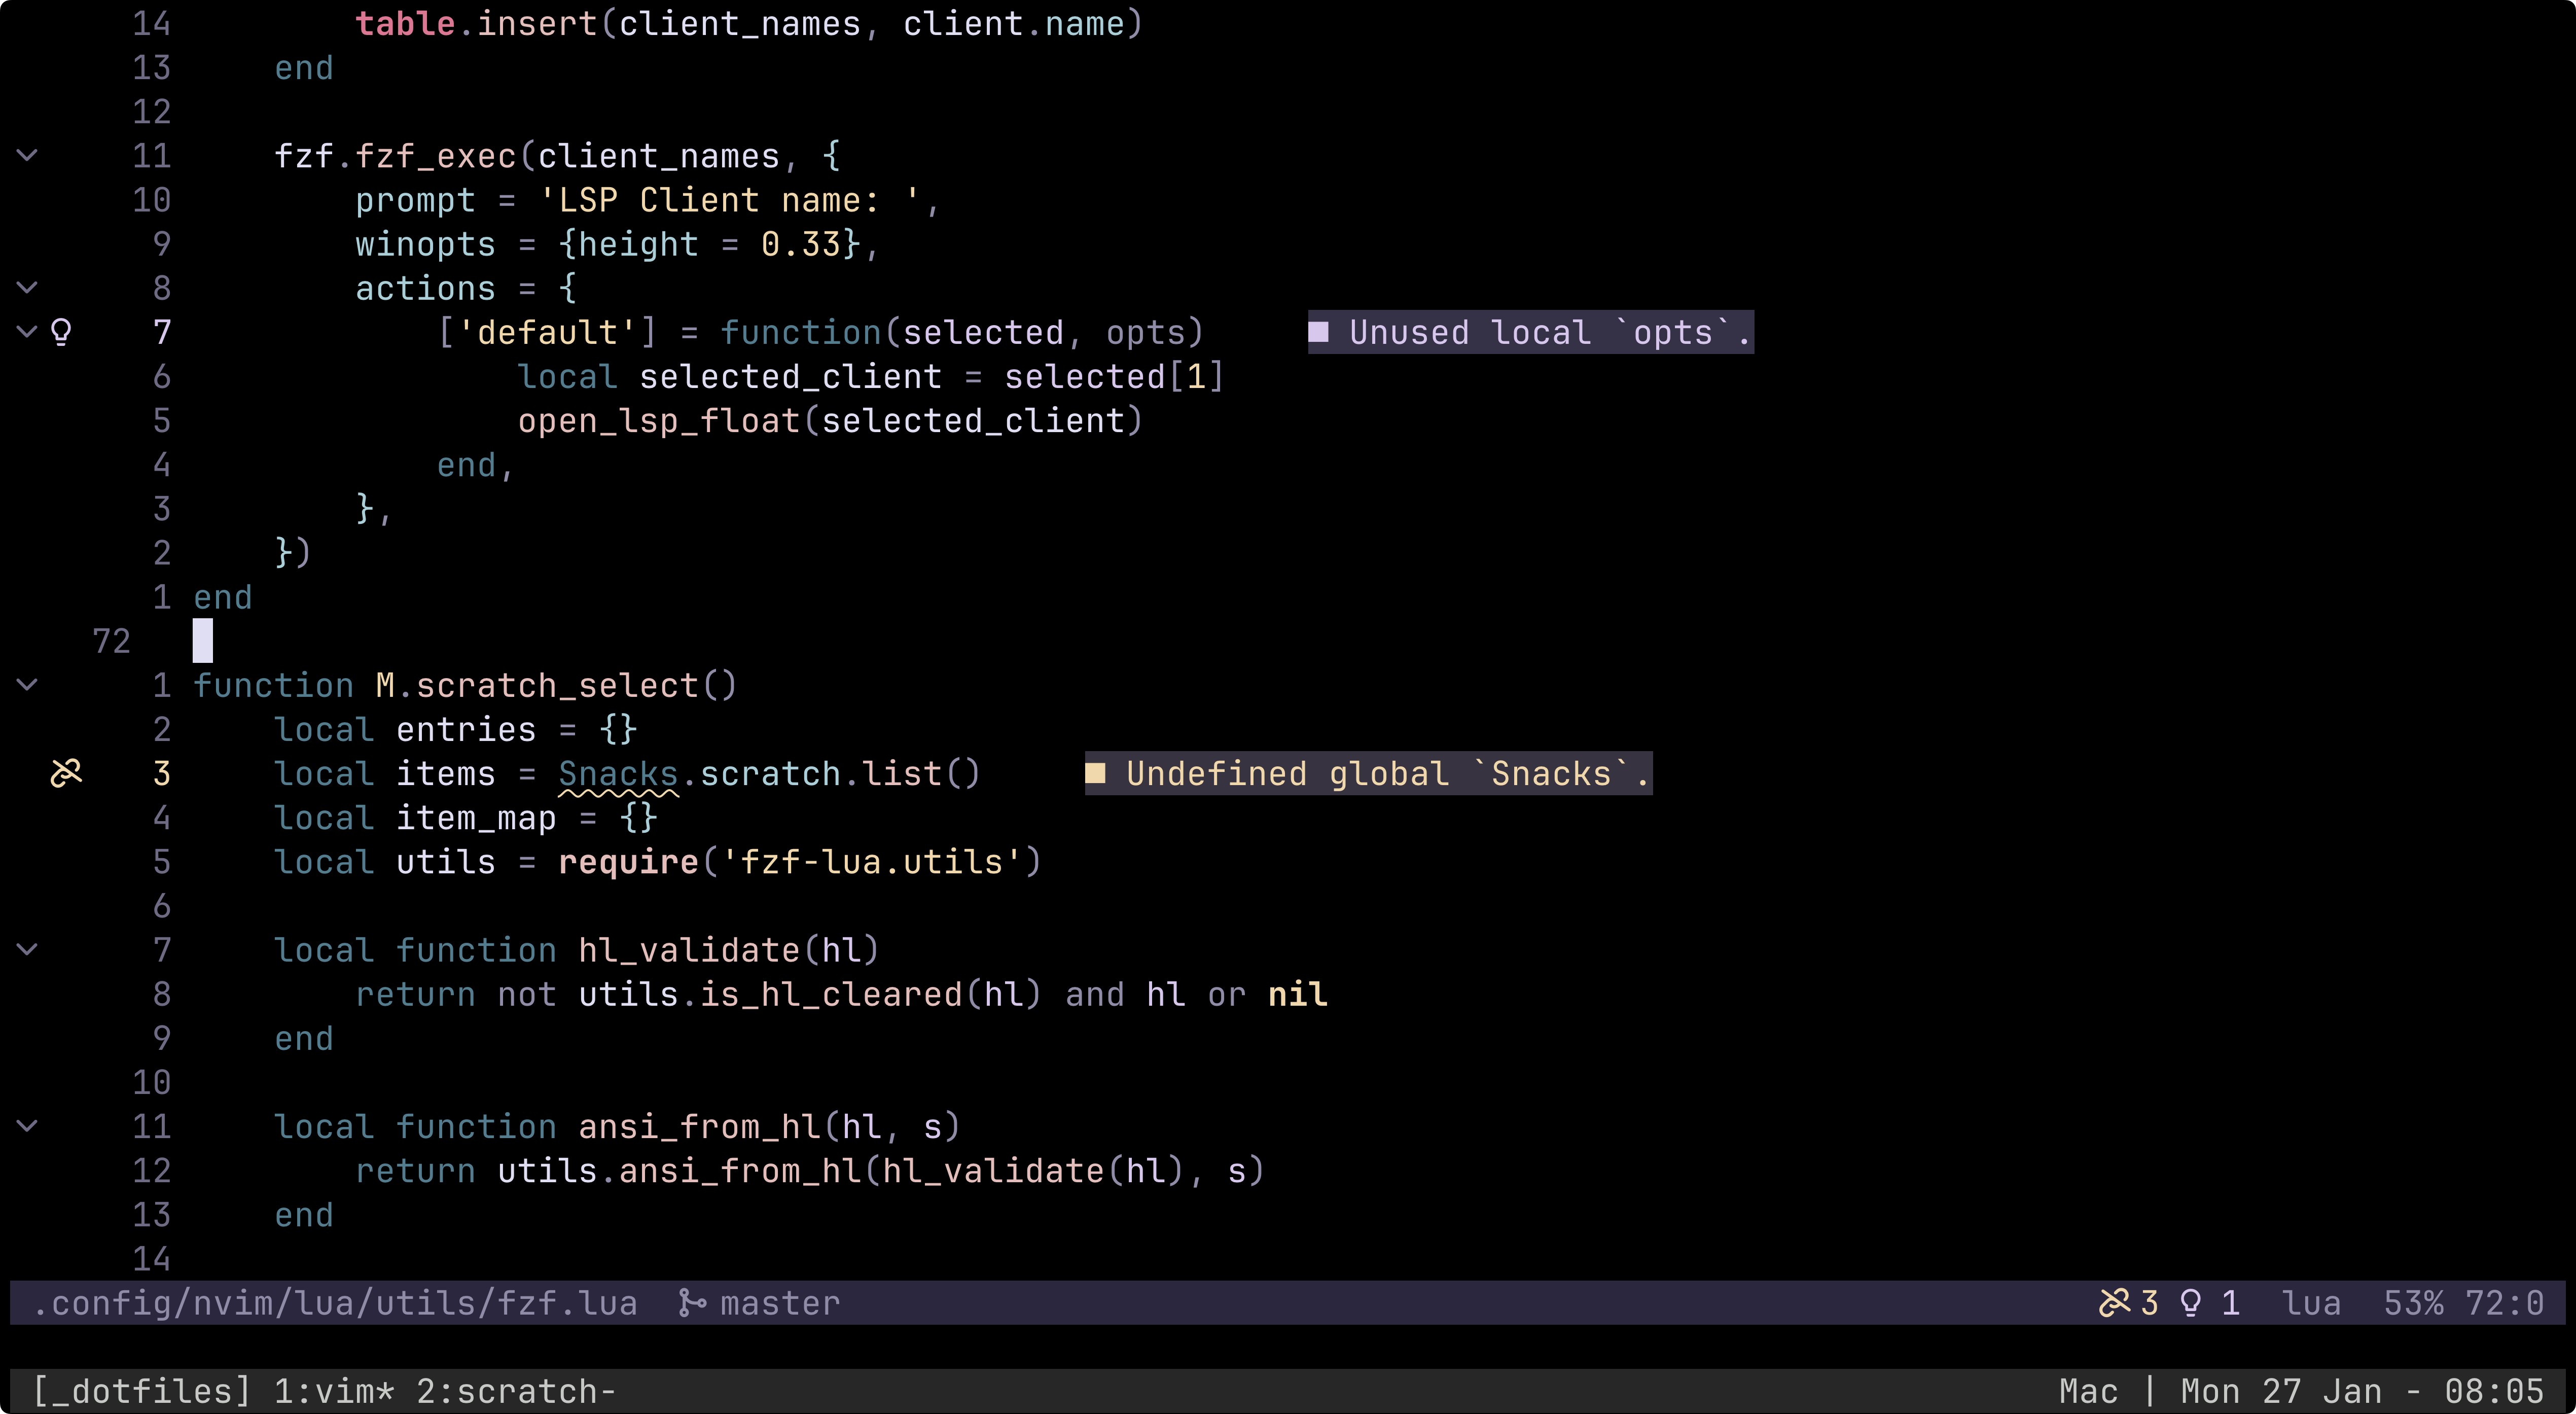 14         table.insert(client_names, client.name)
13     end
12
11     fzf.fzf_exec(client_names, {
10         prompt = 'LSP Client name: ',
9         winopts = {height = 0.33},
8         actions = {
7             ['default'] = function(selected, opts)     ■ Unused local `opts`.
6                 local selected_client = selected[1]
5                 open_lsp_float(selected_client)
4             end,
3         },
2     })
1 end
72
1 function M.scratch_select()
2     local entries = {}
3     local items = Snacks.scratch.list()     ■ Undefined global `Snacks`.
4     local item_map = {}
5     local utils = require('fzf-lua.utils')
6
7     local function hl_validate(hl)
8         return not utils.is_hl_cleared(hl) and hl or nil
9     end
10
11     local function ansi_from_hl(hl, s)
12         return utils.ansi_from_hl(hl_validate(hl), s)
13     end
14
.config/nvim/lua/utils/fzf.lua  master  3  1  lua  53% 72:0
[_dotfiles] 1:vim* 2:scratch-  Mac | Mon 27 Jan - 08:05